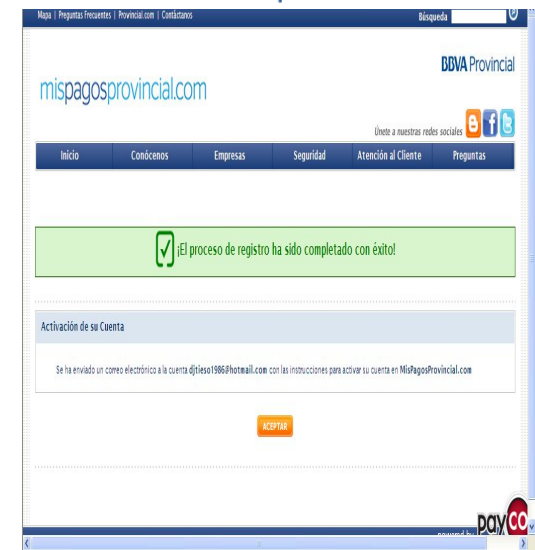 Mapa | Preguntas Frecuentes | Provincial.com | Contáctanos
Búsqueda
BBVA Provincial
mispagosprovincial.com
Únete a nuestras redes sociales
Inicio Conócenos Empresas Seguridad Atención al Cliente Preguntas
¡El proceso de registro ha sido completado con éxito!
Activación de su Cuenta
Se ha enviado un correo electrónico a la cuenta djtieso1986@hotmail.com con las instrucciones para activar su cuenta en MisPagosProvincial.com
ACEPTAR
powered by
payco